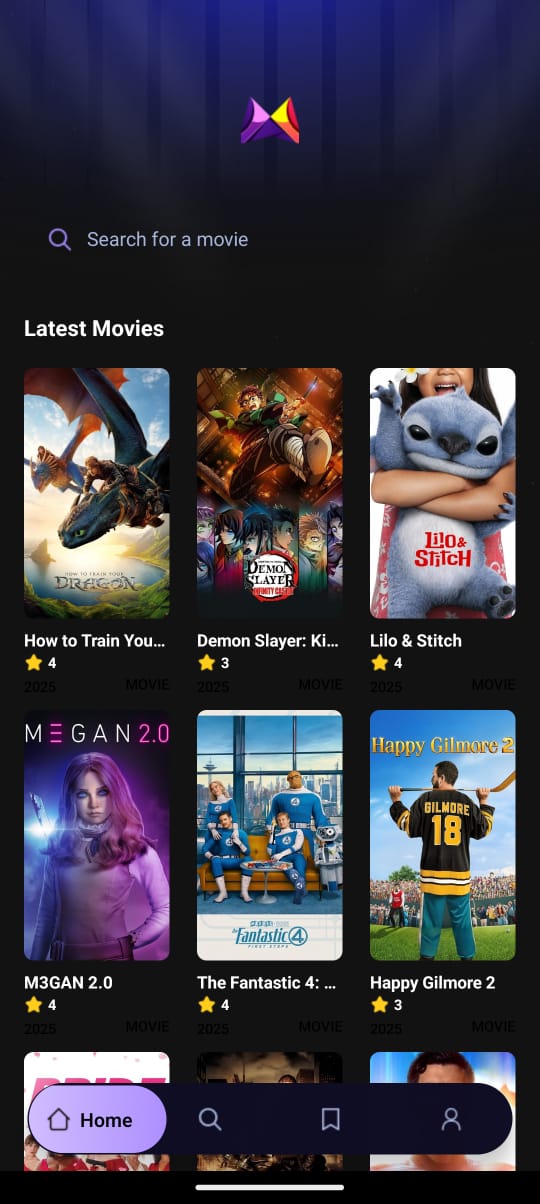 Search for a movie
Latest Movies
HOW TO TRAIN YOUR
DRAGON
DEMON
SLAYER
INFINITY CASTLE
Lilo &
Stitch
How to Train You...
Demon Slayer: Ki...
Lilo & Stitch
4
3
4
2025
MOVIE
2025
MOVIE
2025
MOVIE
M3GAN 2.0
Happy Gilmore 2
GILMORE
18
Fantastic 4
FIRST STEPS
M3GAN 2.0
The Fantastic 4: ...
Happy Gilmore 2
4
4
3
2025
MOVIE
2025
MOVIE
2025
MOVIE
Home